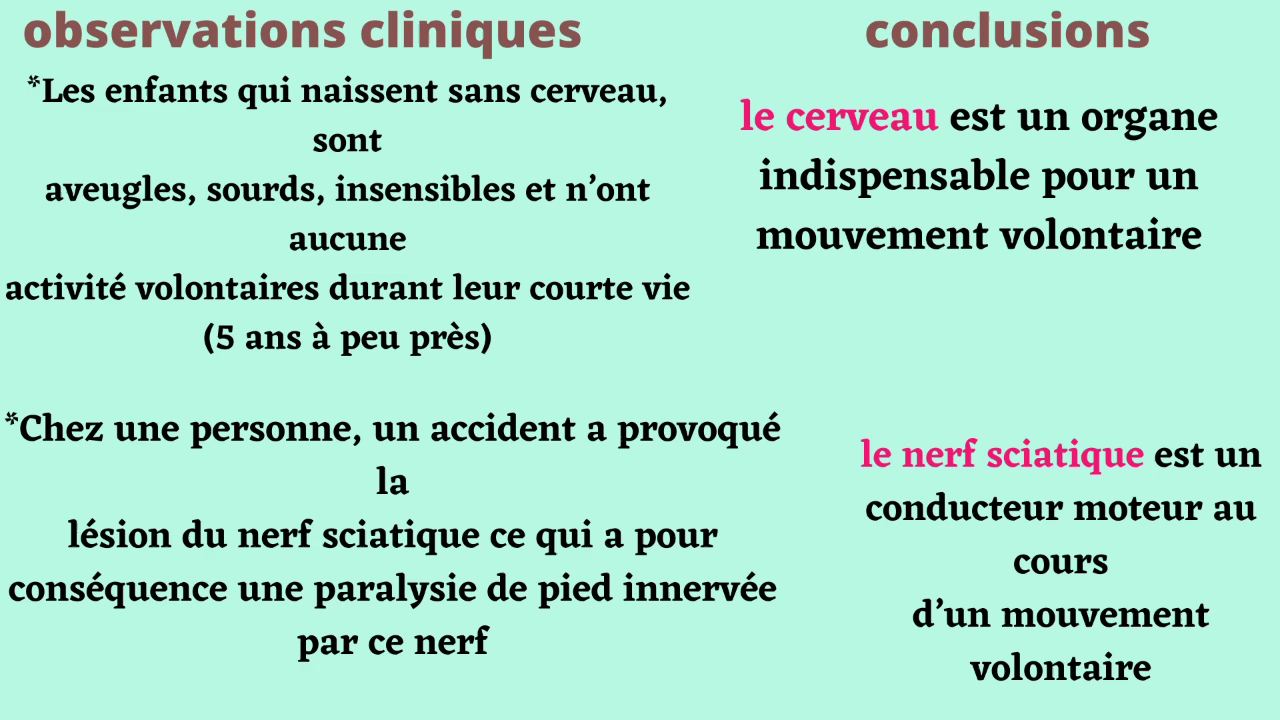 observations cliniques
conclusions
*Les enfants qui naissent sans cerveau,
sont
aveugles, sourds, insensibles et n’ont
aucune
activité volontaires durant leur courte vie
(5 ans à peu près)
le cerveau est un organe
indispensable pour un
mouvement volontaire
*Chez une personne, un accident a provoqué
la
lésion du nerf sciatique ce qui a pour
conséquence une paralysie de pied innervée
par ce nerf
le nerf sciatique est un
conducteur moteur au
cours
d’un mouvement
volontaire